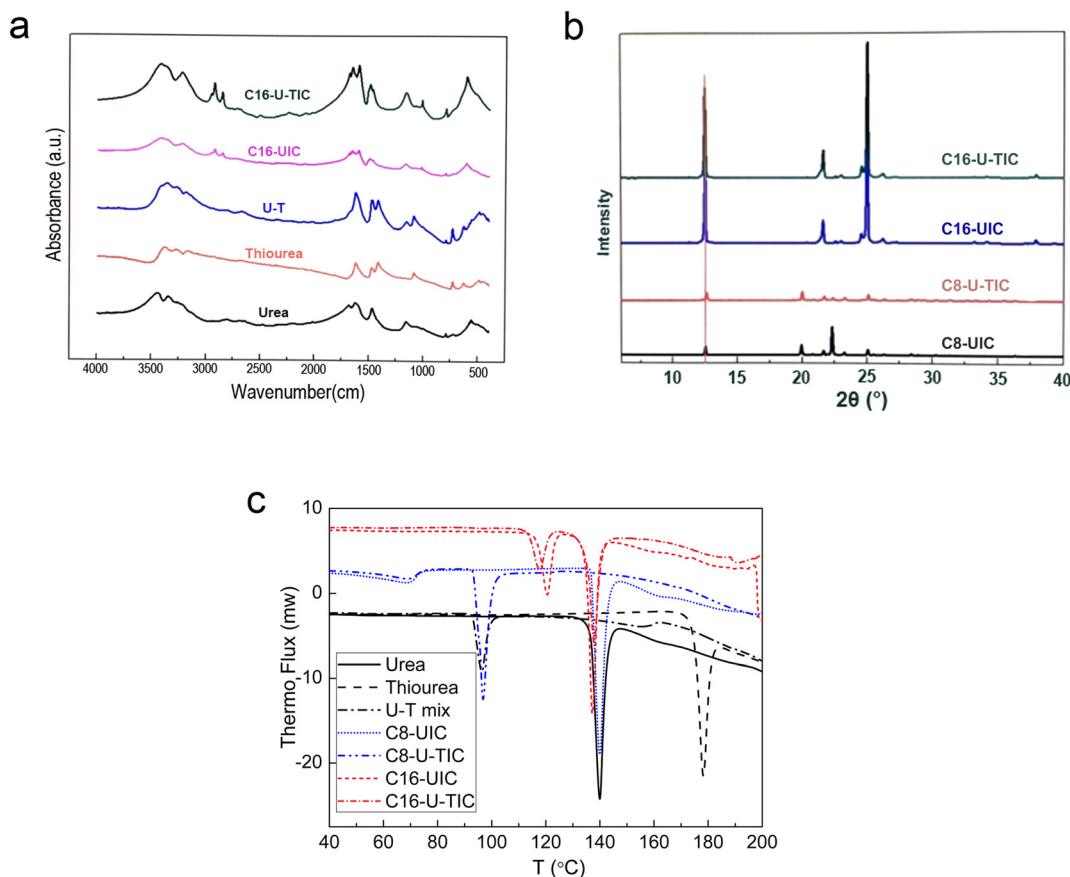 a
Absorbance (a.u.)
C16-U-TIC
C16-UIC
U-T
Thiourea
Urea
4000 3500 3000 2500 2000 1500 1000 500
Wavenumber(cm)
b
Intensity
C16-U-TIC
C16-UIC
C8-U-TIC
C8-UIC
10 15 20 25 30 35 40
2θ (°)
c
Thermo Flux (mw)
10
0
-10
-20
Urea
Thiourea
U-T mix
C8-UIC
C8-U-TIC
C16-UIC
C16-U-TIC
40 60 80 100 120 140 160 180 200
T (°C)